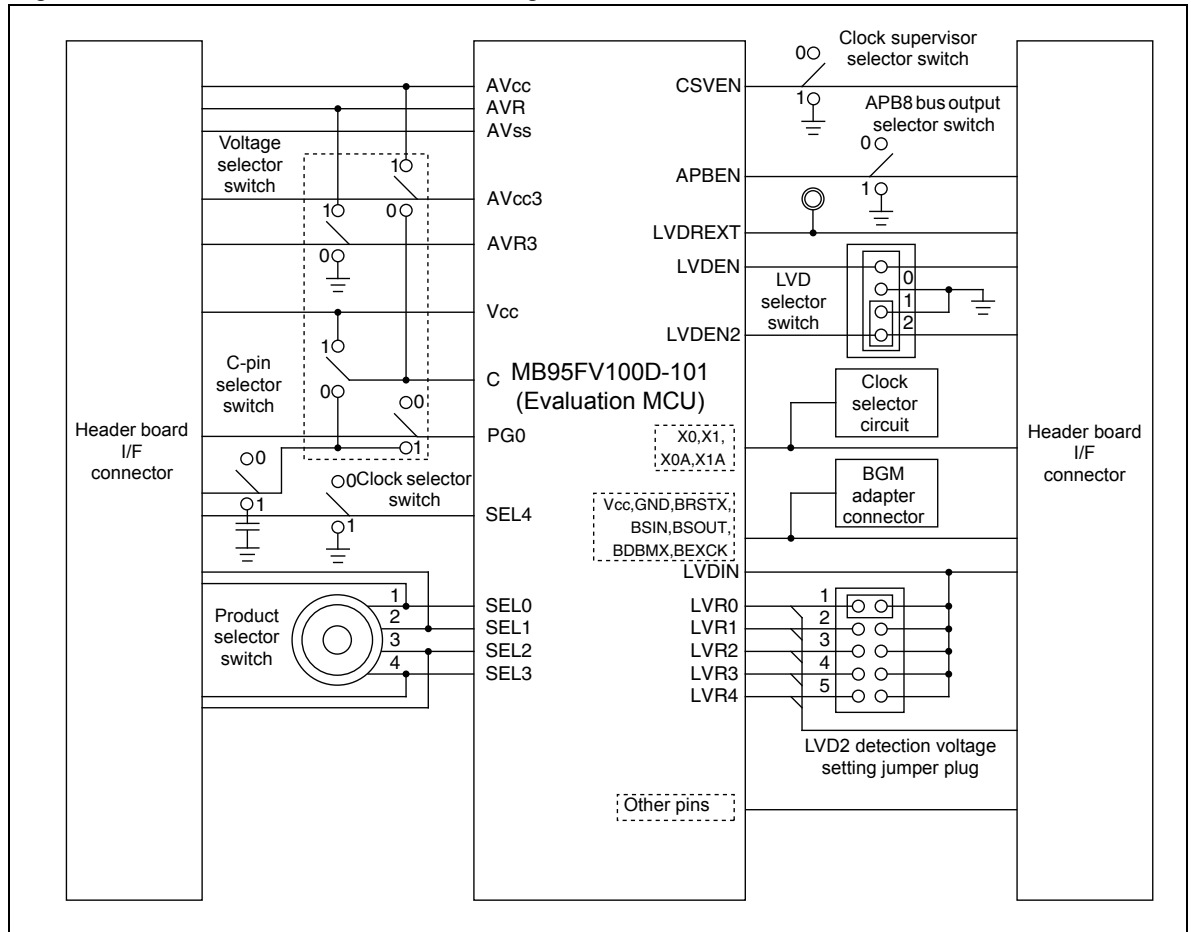 Clock supervisor
selector switch
0
1
CSVEN
APB8 bus output
selector switch
0
1
APBEN
LVDREXT
LVDEN
LVD
selector
switch
0
1
2
LVDEN2
AVcc
AVR
AVss
Voltage
selector
switch
1
0
AVcc3
1
0
AVR3
Vcc
1
0
C-pin
selector
switch
C
0
1
PG0
0
1
0
1
Clock selector
switch
SEL4
Header board
I/F
connector
MB95FV100D-101
(Evaluation MCU)
Clock
selector
circuit
X0,X1,
X0A,X1A
BGM
adapter
connector
Vcc,GND,BRSTX,
BSIN,BSOUT,
BDBMX,BEXCK
Header board
I/F
connector
Product
selector
switch
1
2
3
4
SEL0
SEL1
SEL2
SEL3
LVDIN
LVR0
LVR1
LVR2
LVR3
LVR4
1
2
3
4
5
LVD2 detection voltage
setting jumper plug
Other pins